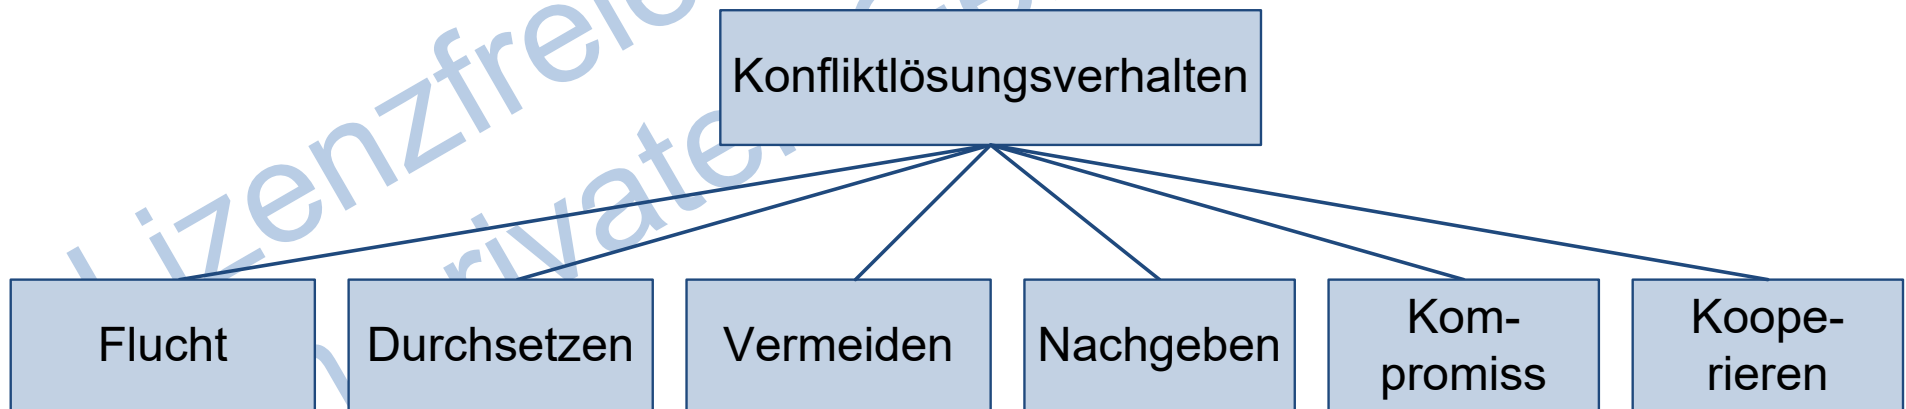 Konfliktlösungsverhalten
Flucht
Durchsetzen
Vermeiden
Nachgeben
Kom-
promiss
Koope-
rieren